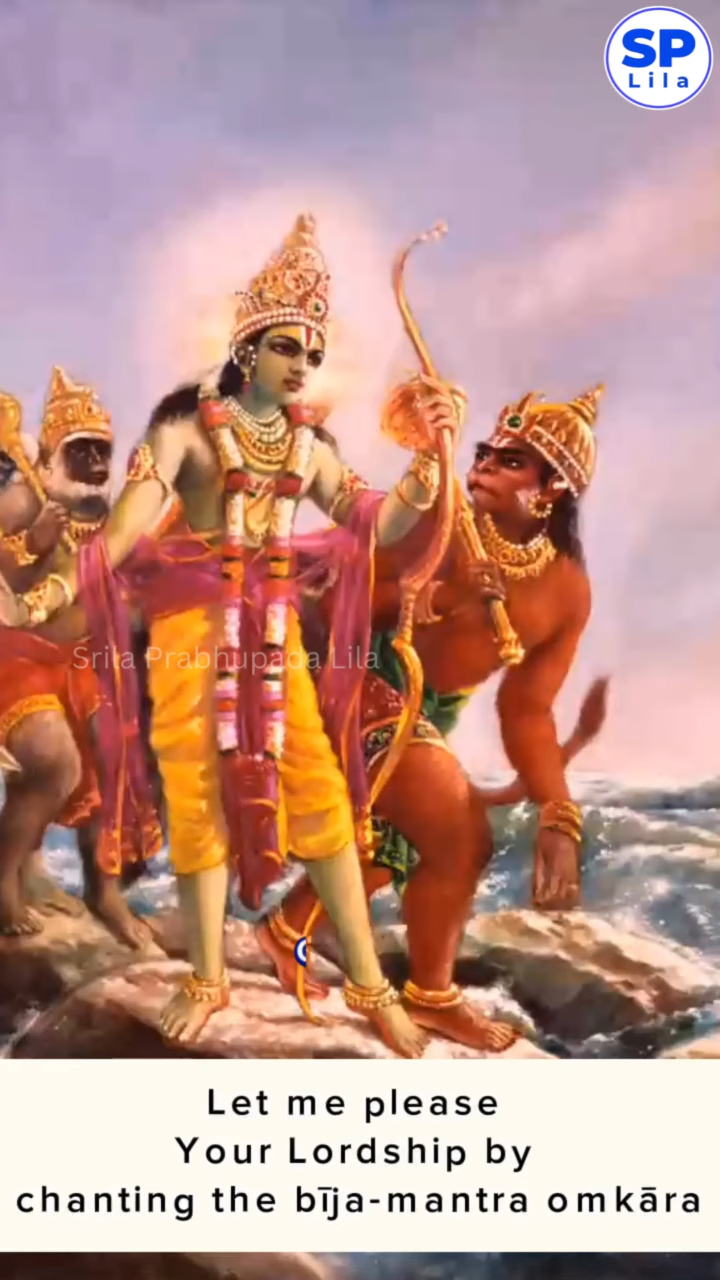 SP
Lila
Srila Prabhupada Lila
Let me please
Your Lordship by
chanting the bīja-mantra omkāra